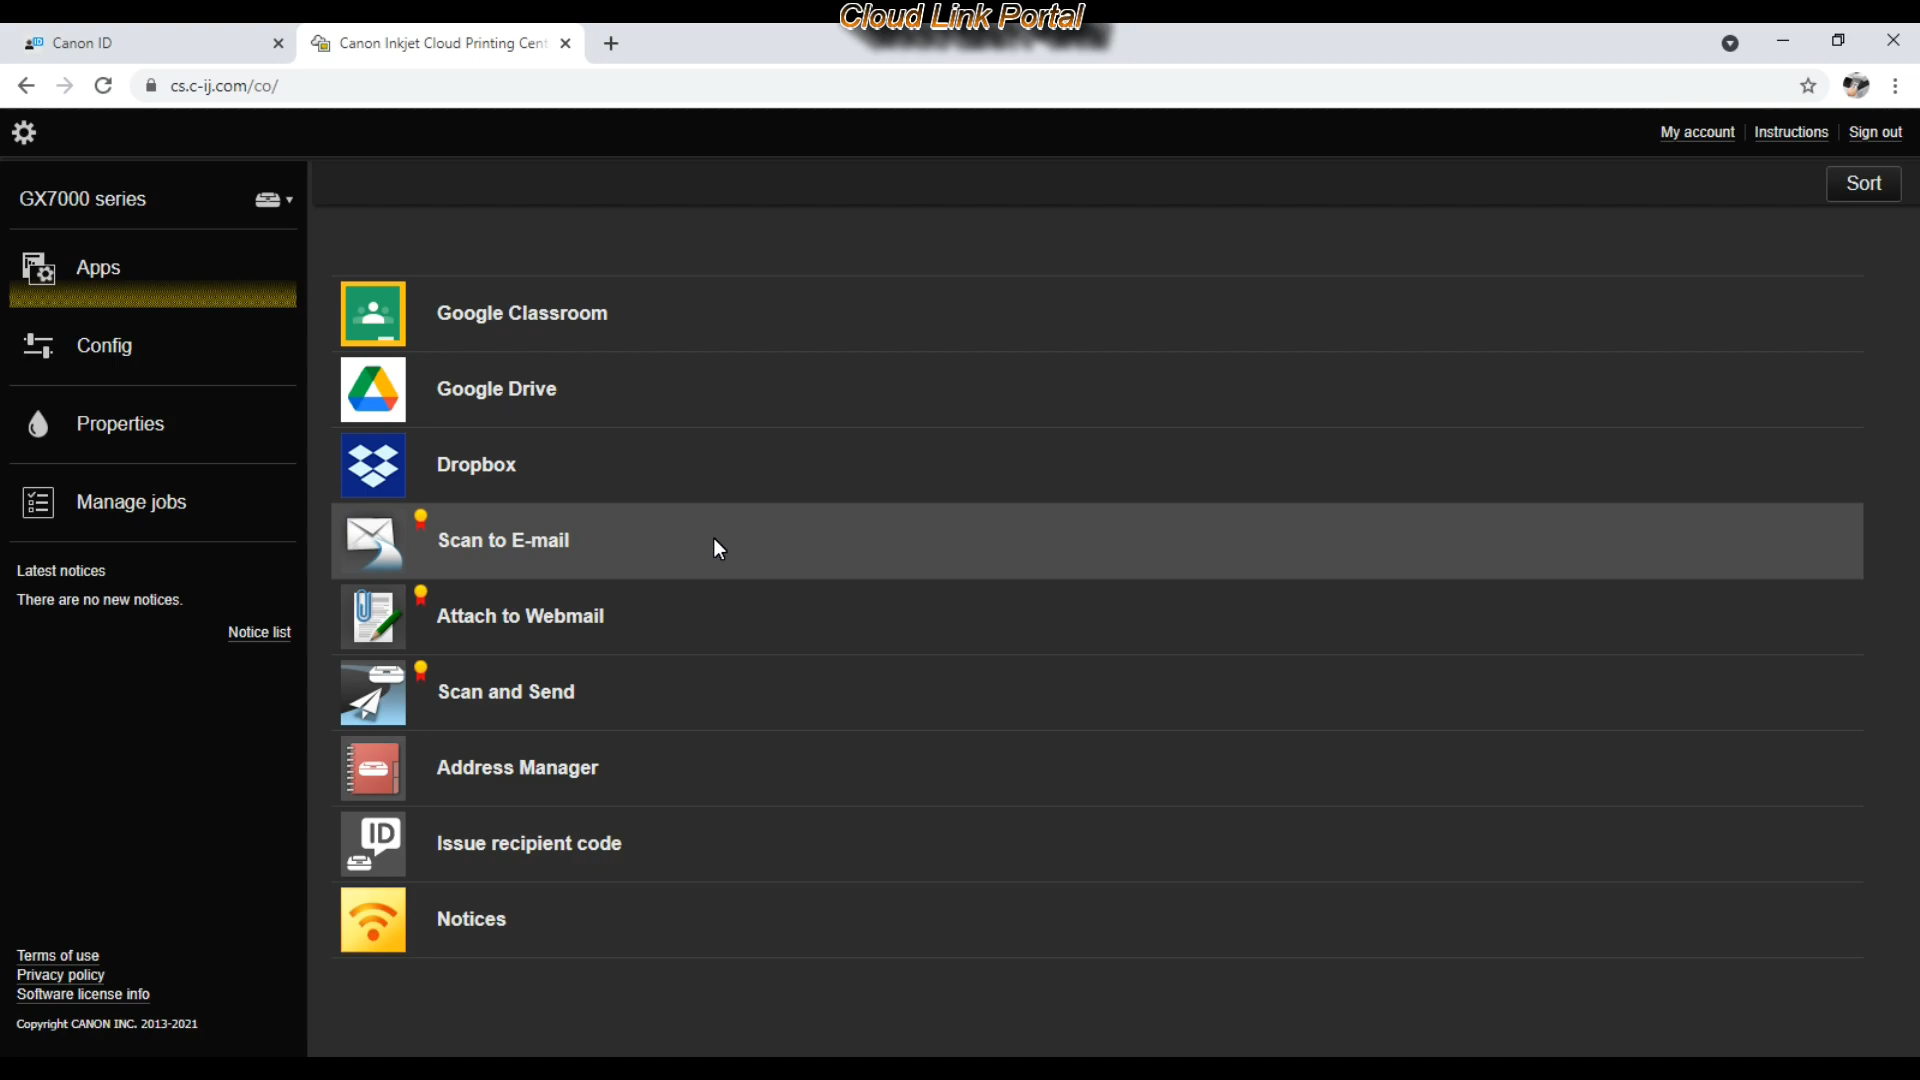 Cloud Link Portal
Canon ID
Canon Inkjet Cloud Printing Cent
cs.c-ij.com/co/
My account
Instructions
Sign out
GX7000 series
Sort
Apps
Config
Properties
Manage jobs
Latest notices
There are no new notices.
Notice list
Google Classroom
Google Drive
Dropbox
Scan to E-mail
Attach to Webmail
Scan and Send
Address Manager
ID
Issue recipient code
Notices
Terms of use
Privacy policy
Software license info
Copyright CANON INC. 2013-2021